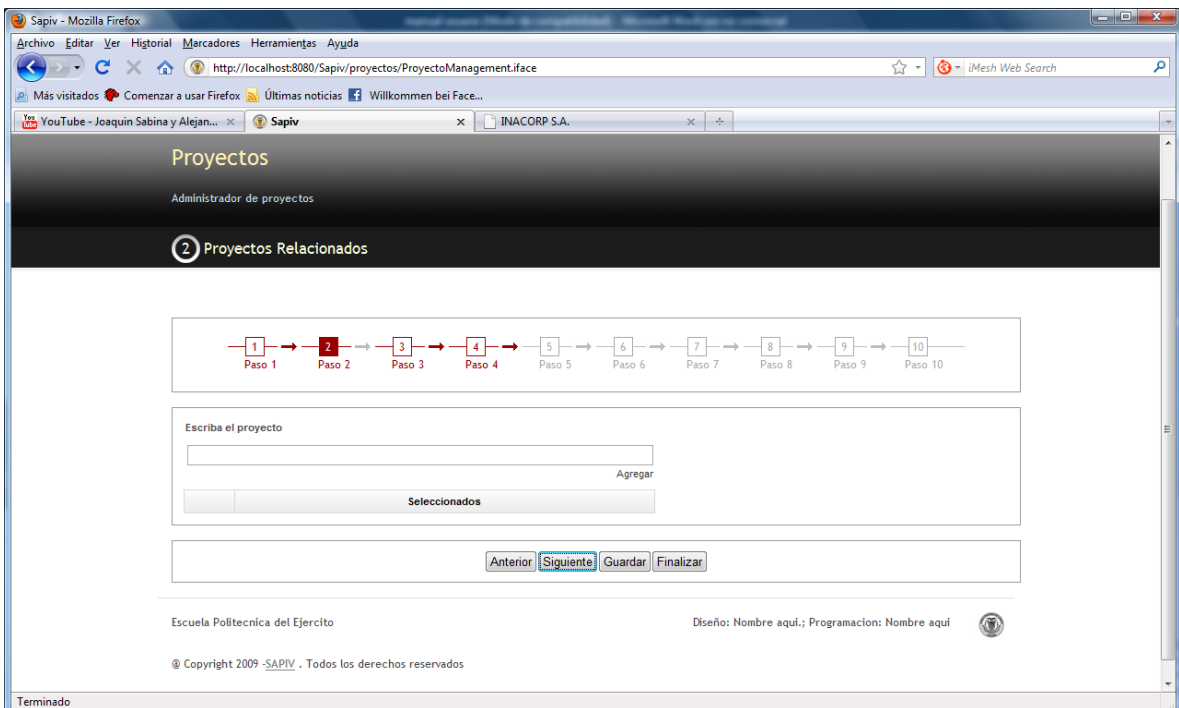 Sapiv - Mozilla Firefox
Archivo Editar Ver Historial Marcadores Herramientas Ayuda
http://localhost:8080/Sapiv/proyectos/ProyectoManagement.iface
iMesh Web Search
Más visitados Comenzar a usar Firefox Últimas noticias Willkommen bei Face...
You Tube YouTube - Joaquin Sabina y Alejan... Sapiv INACORP S.A.
Proyectos
Administrador de proyectos
2 Proyectos Relacionados
1 2 3 4 5 6 7 8 9 10
Paso 1 Paso 2 Paso 3 Paso 4 Paso 5 Paso 6 Paso 7 Paso 8 Paso 9 Paso 10
Escriba el proyecto
Agregar
Seleccionados
Anterior Siguiente Guardar Finalizar
Escuela Politecnica del Ejercito Diseño: Nombre aqui.; Programacion: Nombre aqui
@ Copyright 2009 -SAPIV . Todos los derechos reservados
Terminado